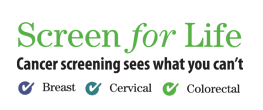 Screen for Life
Cancer screening sees what you can't
Breast Cervical Colorectal